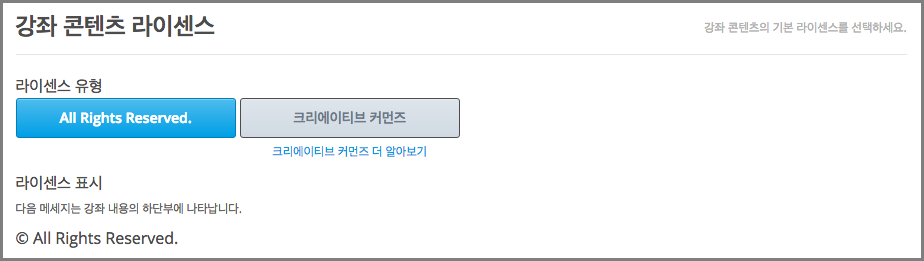 강좌 콘텐츠 라이센스
강좌 콘텐츠의 기본 라이센스를 선택하세요.
라이센스 유형
All Rights Reserved.
크리에이티브 커먼즈
크리에이티브 커먼즈 더 알아보기
라이센스 표시
다음 메세지는 강좌 내용의 하단부에 나타납니다.
© All Rights Reserved.